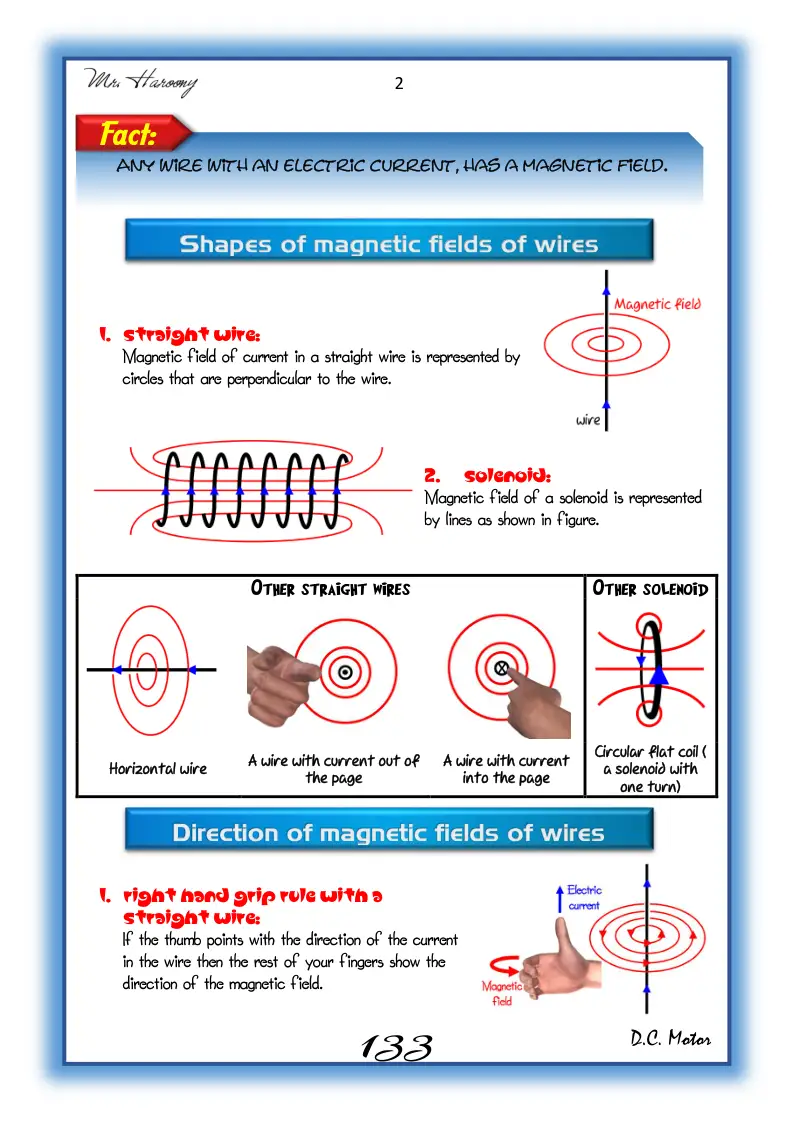 Mr. Haroony
2
Fact:
ANY WIRE WITH AN ELECTRIC CURRENT, HAS A MAGNETIC FIELD.
Shapes of magnetic fields of wires
Magnetic field
1. straight wire:
Magnetic field of current in a straight wire is represented by
circles that are perpendicular to the wire.
wire
2. solenoid:
Magnetic field of a solenoid is represented
by lines as shown in figure.
Other straight wires
Other solenoid
Horizontal wire
A wire with current out of
the page
A wire with current
into the page
Circular flat coil (
a solenoid with
one turn)
Direction of magnetic fields of wires
1. right hand grip rule with a
straight wire:
If the thumb points with the direction of the current
in the wire then the rest of your fingers show the
direction of the magnetic field.
Electric
current
Magnetic
field
133
D.C. Motor